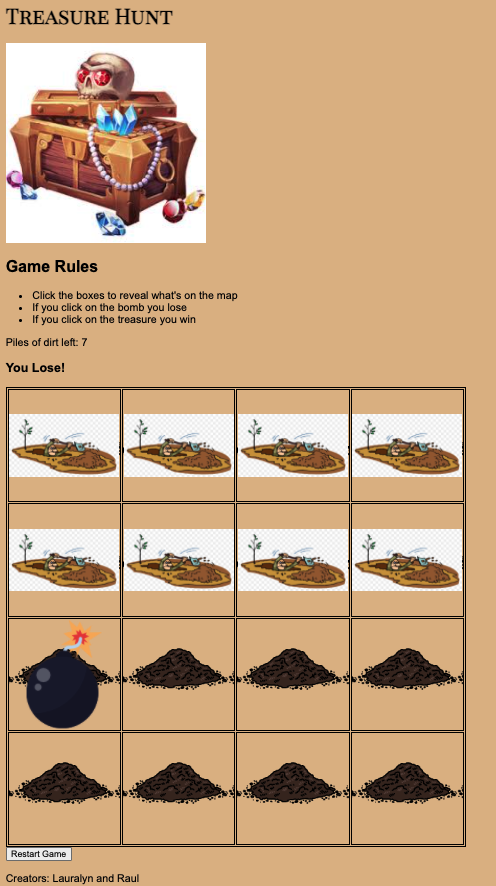 Treasure Hunt
Game Rules
Click the boxes to reveal what's on the map
If you click on the bomb you lose
If you click on the treasure you win
Piles of dirt left: 7
You Lose!
Restart Game
Creators: Lauralyn and Raul